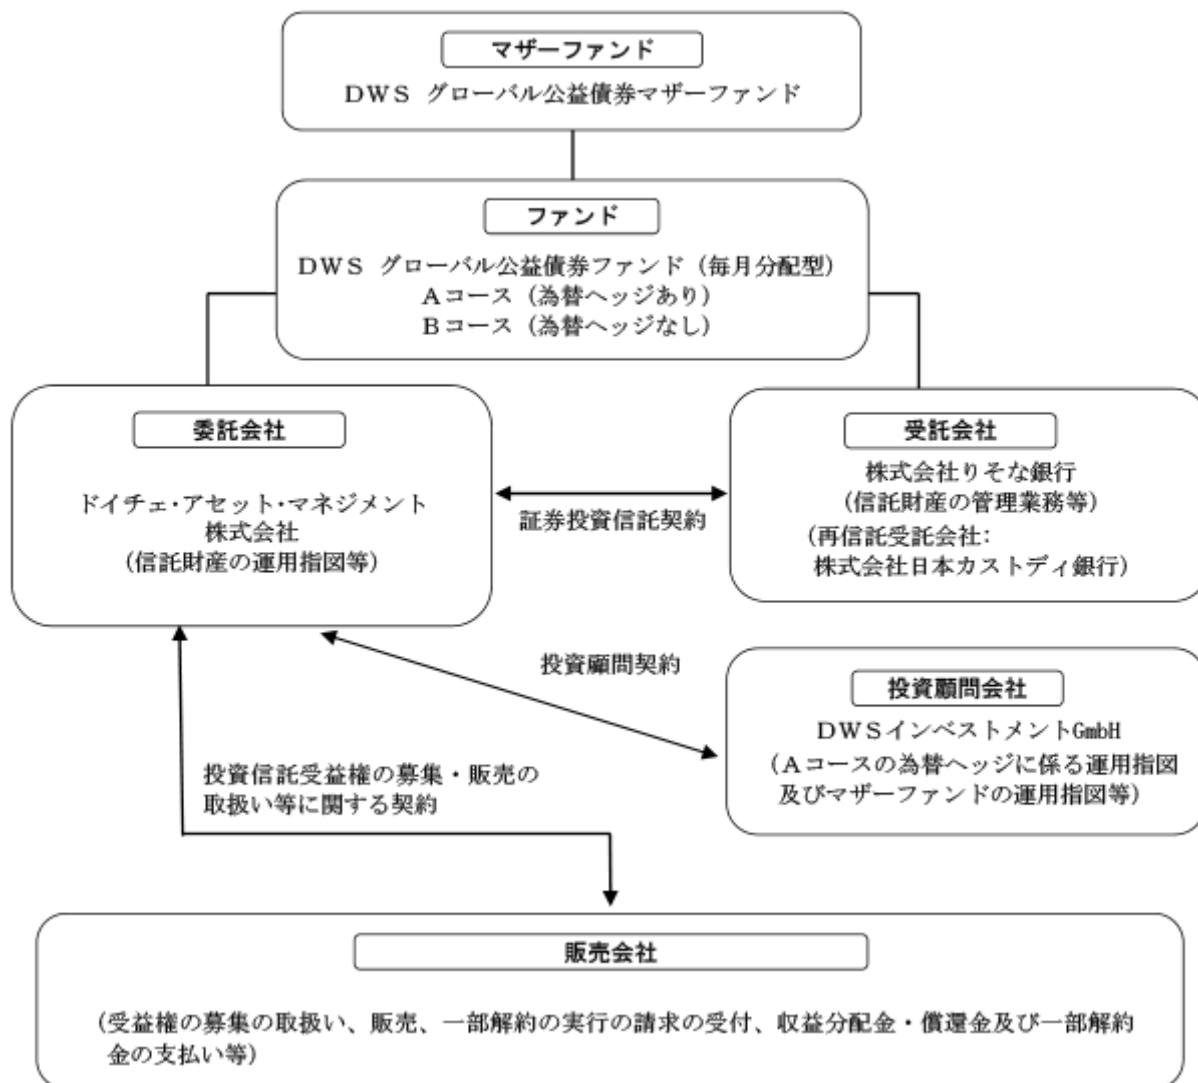 マザーファンド
DWS グローバル公益債券マザーファンド
ファンド
DWS グローバル公益債券ファンド（毎月分配型）
Aコース（為替ヘッジあり）
Bコース（為替ヘッジなし）
委託会社
ドイチェ･アセット･マネジメント
株式会社
(信託財産の運用指図等)
証券投資信託契約
受託会社
株式会社りそな銀行
(信託財産の管理業務等)
(再信託受託会社:
株式会社日本カストディ銀行)
投資顧問契約
投資顧問会社
DWSインベストメントGmbH
(Aコースの為替ヘッジに係る運用指図
及びマザーファンドの運用指図等)
投資信託受益権の募集・販売の
取扱い等に関する契約
販売会社
(受益権の募集の取扱い、販売、一部解約の実行の請求の受付、収益分配金・償還金及び一部解約
金の支払い等)